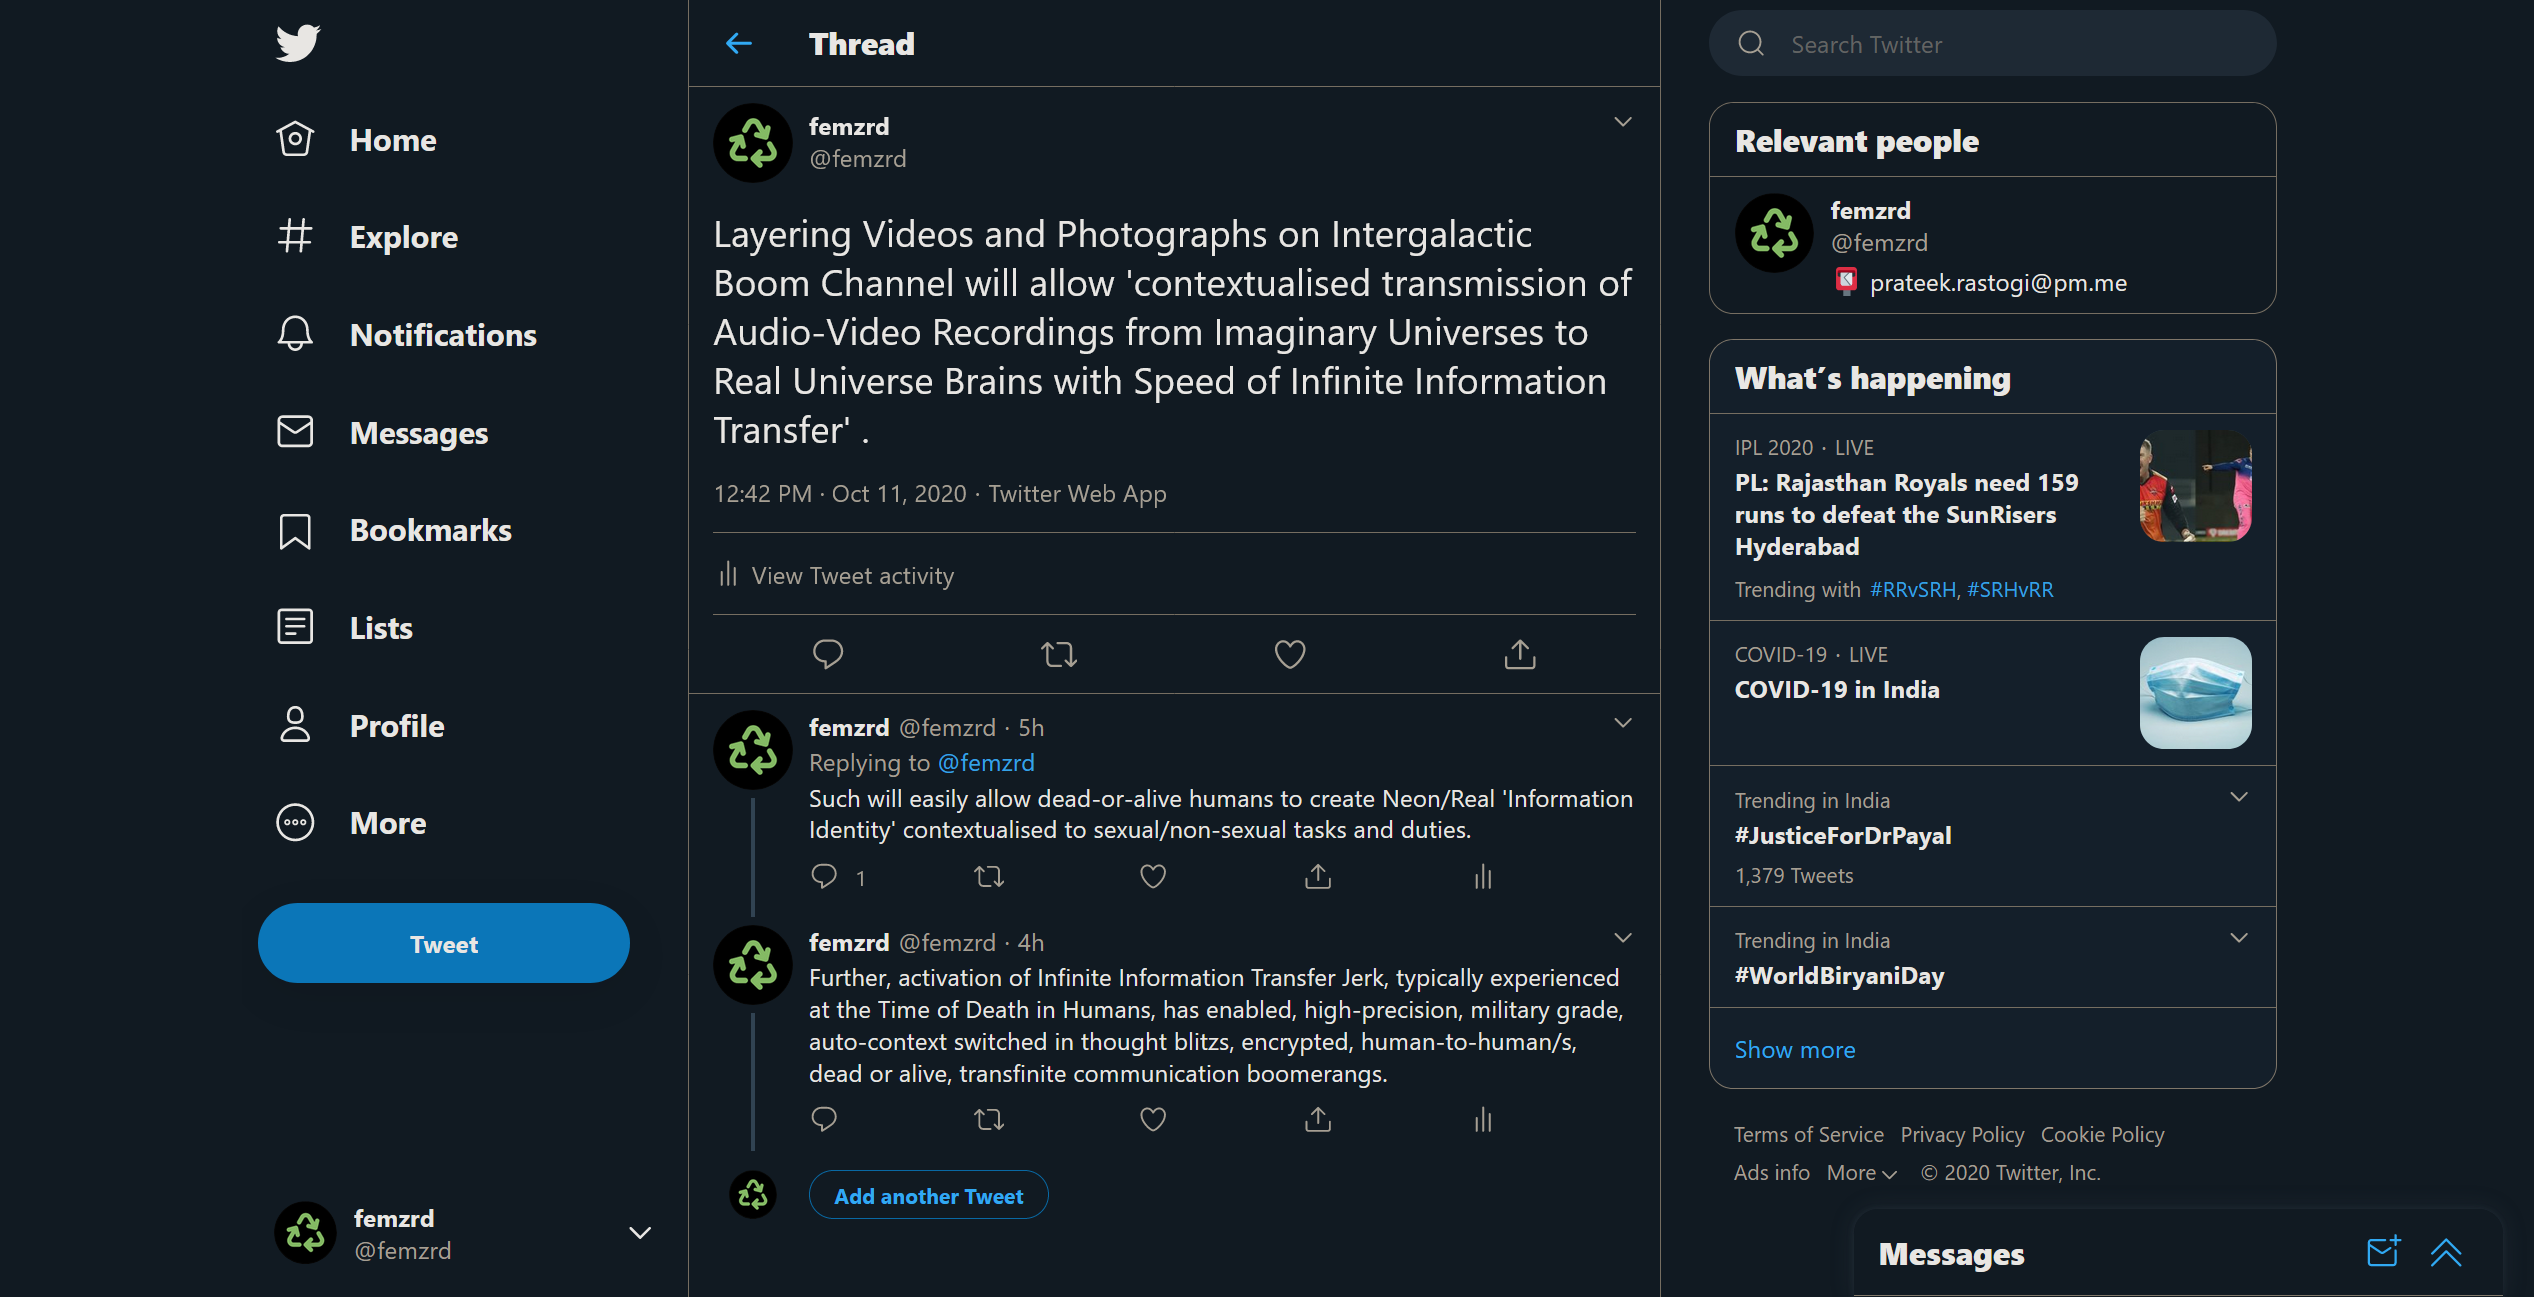 Home
Explore
Notifications
Messages
Bookmarks
Lists
Profile
More
Tweet
femzrd
@femzrd
Thread
femzrd
@femzrd
Layering Videos and Photographs on Intergalactic
Boom Channel will allow 'contextualised transmission of
Audio-Video Recordings from Imaginary Universes to
Real Universe Brains with Speed of Infinite Information
Transfer' .
12:42 PM · Oct 11, 2020 · Twitter Web App
View Tweet activity
femzrd @femzrd · 5h
Replying to @femzrd
Such will easily allow dead-or-alive humans to create Neon/Real 'Information
Identity' contextualised to sexual/non-sexual tasks and duties.
1
femzrd @femzrd · 4h
Further, activation of Infinite Information Transfer Jerk, typically experienced
at the Time of Death in Humans, has enabled, high-precision, military grade,
auto-context switched in thought blitzs, encrypted, human-to-human/s,
dead or alive, transfinite communication boomerangs.
Add another Tweet
Search Twitter
Relevant people
femzrd
@femzrd
prateek.rastogi@pm.me
What's happening
IPL 2020 · LIVE
PL: Rajasthan Royals need 159
runs to defeat the SunRisers
Hyderabad
Trending with #RRvSRH, #SRHvRR
COVID-19 · LIVE
COVID-19 in India
Trending in India
#JusticeForDrPayal
1,379 Tweets
Trending in India
#WorldBiryaniDay
Show more
Terms of Service Privacy Policy Cookie Policy
Ads info More © 2020 Twitter, Inc.
Messages